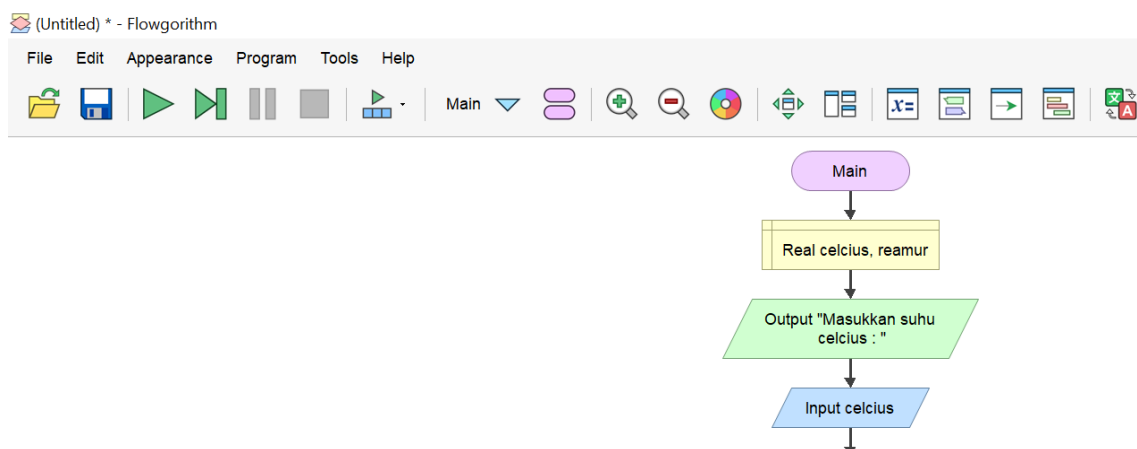 (Untitled) * - Flowgorithm
File Edit Appearance Program Tools Help
Main
x=
文
A
Main
Real celcius, reamur
Output "Masukkan suhu
celcius : "
Input celcius